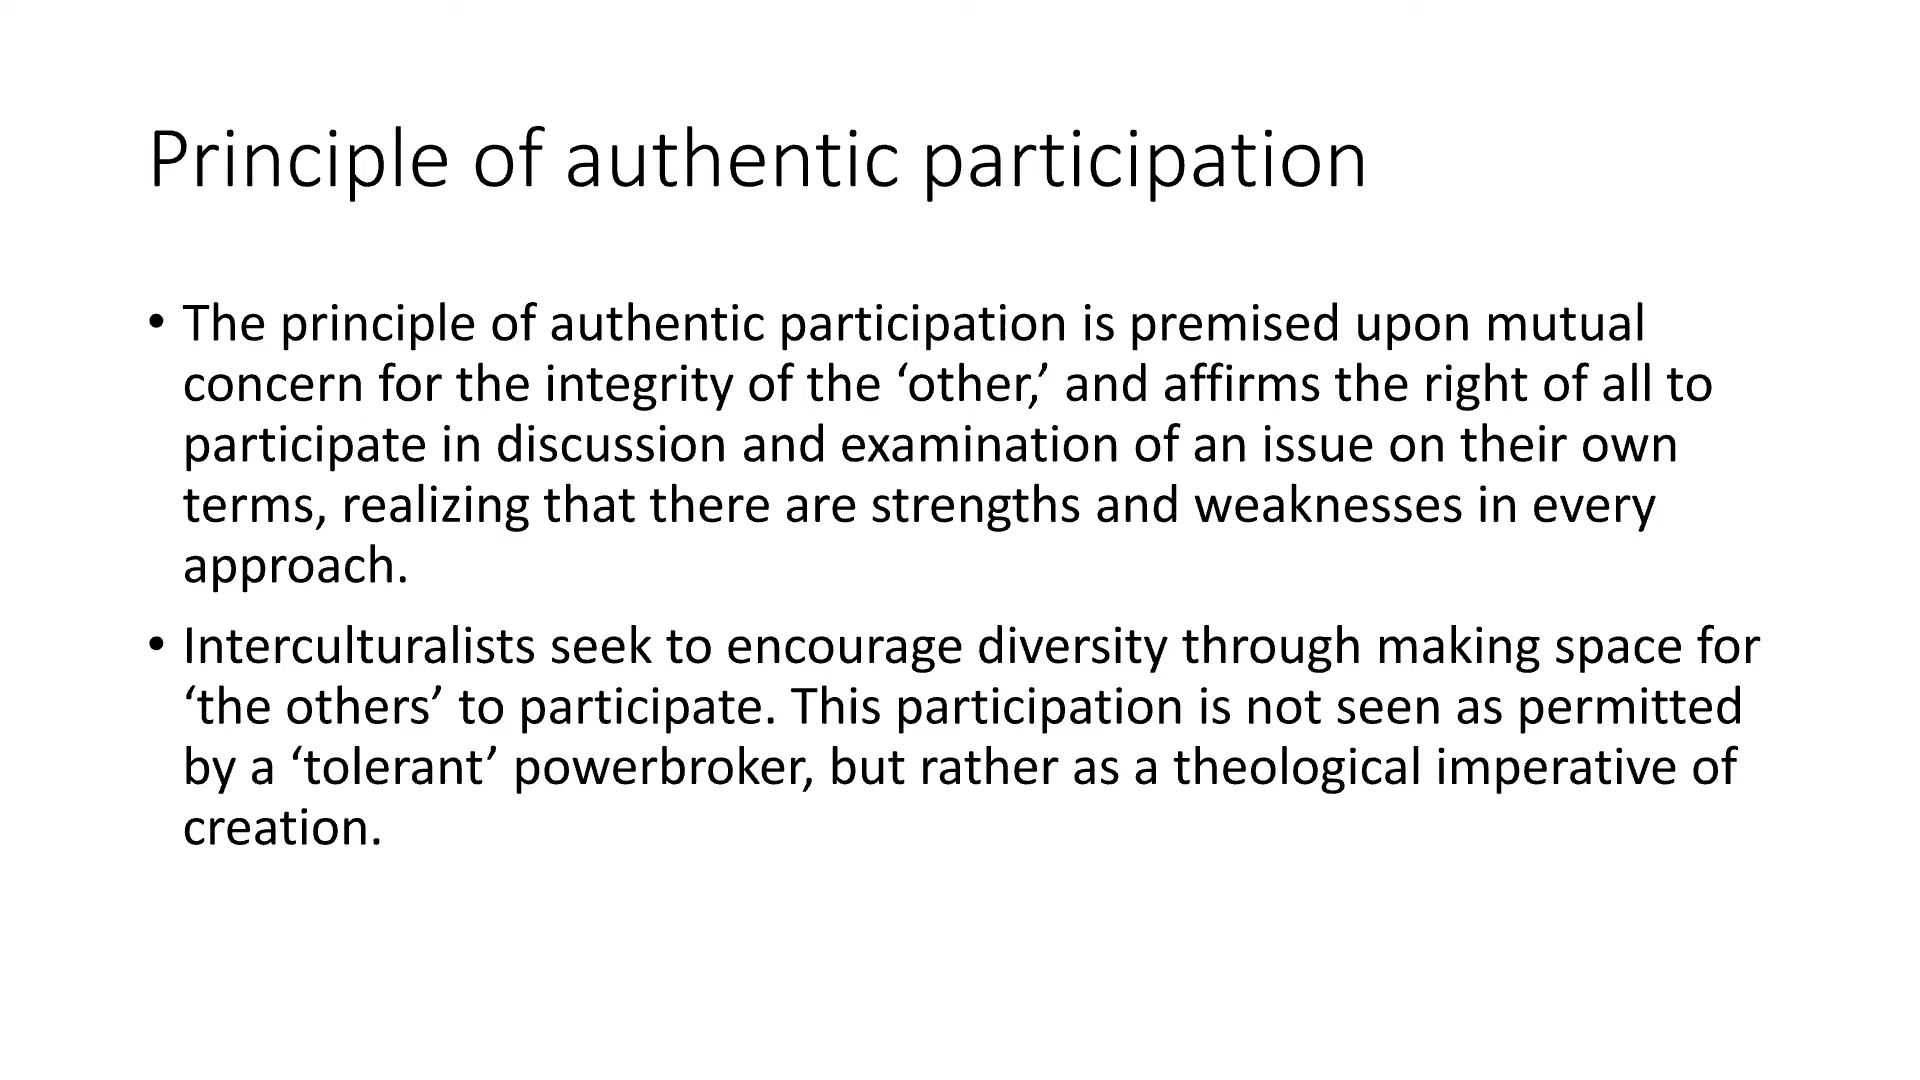 Principle of authentic participation
• The principle of authentic participation is premised upon mutual
concern for the integrity of the ‘other,’ and affirms the right of all to
participate in discussion and examination of an issue on their own
terms, realizing that there are strengths and weaknesses in every
approach.
• Interculturalists seek to encourage diversity through making space for
‘the others’ to participate. This participation is not seen as permitted
by a ‘tolerant’ powerbroker, but rather as a theological imperative of
creation.